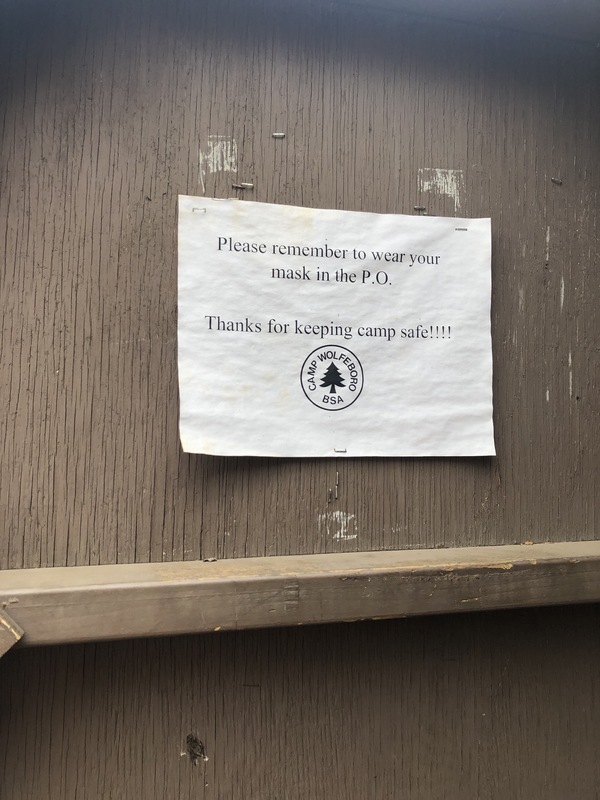 Please remember to wear your
mask in the P.O.
Thanks for keeping camp safe!!!!
CAMP WOLFEBORO
BSA